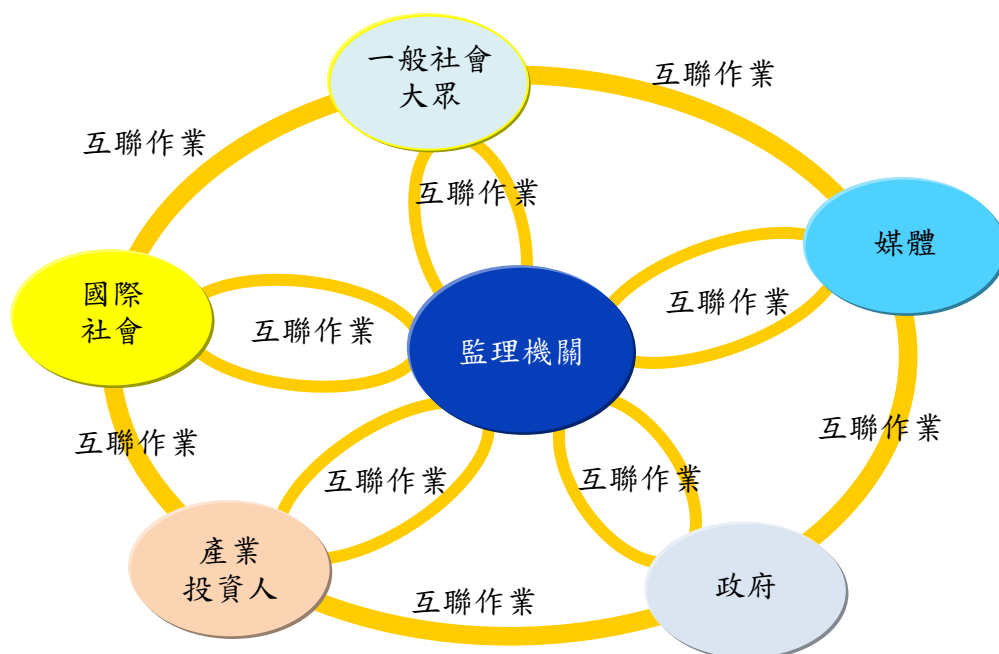 一般社會
大眾
互聯作業
互聯作業
互聯作業
媒體
國際
社會
互聯作業
互聯作業
監理機關
互聯作業
互聯作業
互聯作業
互聯作業
產業
投資人
互聯作業
政府